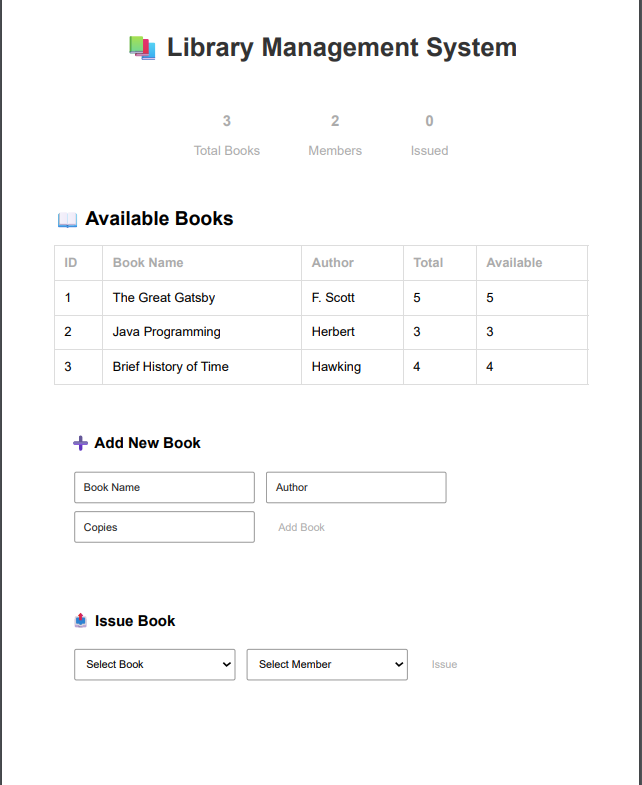 Library Management System
3 2 0
Total Books Members Issued
Available Books
ID Book Name Author Total Available
1 The Great Gatsby F. Scott 5 5
2 Java Programming Herbert 3 3
3 Brief History of Time Hawking 4 4
Add New Book
Book Name Author
Copies Add Book
Issue Book
Select Book Select Member Issue